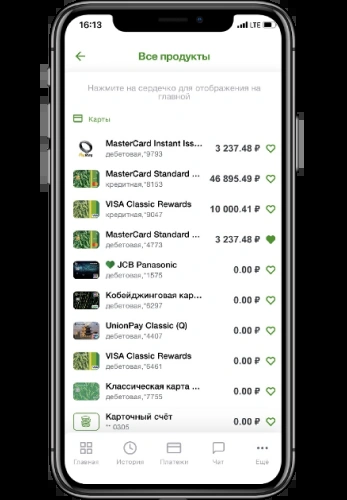 16:13
LTE
Все продукты
Нажмите на сердечко для отображения на
главной
Карты
MasterCard Instant Iss...
3 237.48 ₽
дебетовая,*9793
MasterCard Standard ...
46 895.49 ₽
кредитная,*8153
VISA Classic Rewards
10 000.41 ₽
кредитная,*9047
MasterCard Standard ...
3 237.48 ₽
дебетовая,*4773
JCB Panasonic
0.00 ₽
дебетовая,*1575
Кобейджинговая кар...
0.00 ₽
дебетовая,*6297
UnionPay Classic (Q)
0.00 ₽
дебетовая,*4407
VISA Classic Rewards
0.00 ₽
дебетовая,*6461
Классическая карта ...
0.00 ₽
дебетовая,*7755
Карточный счёт
0.00 ₽
** 0305
Главная
История
Платежи
Чат
Ещё